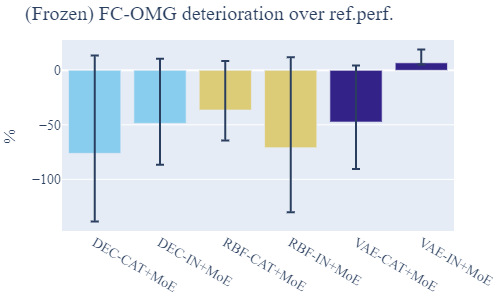 (Frozen) FC-OMG deterioration over ref.perf.
0
−50
−100
%
DEC-CAT+MoE
DEC-IN+MoE
RBF-CAT+MoE
RBF-IN+MoE
VAE-CAT+MoE
VAE-IN+MoE